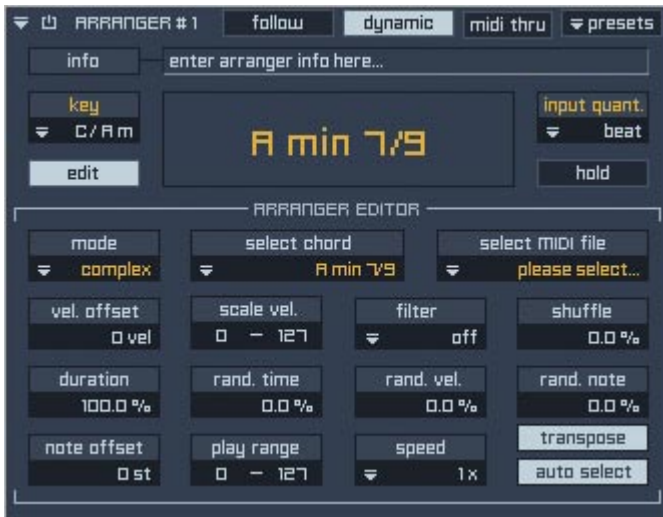 ARRANGER #1 follow dynamic midi thru presets
info enter arranger info here...
key A min 7/9 input quant.
C/Am beat
edit hold
ARRANGER EDITOR
mode select chord select MIDI file
complex A min 7/9 please select...
vel. offset scale vel. filter shuffle
0 vel 0 – 127 off 0.0 %
duration rand. time rand. vel. rand. note
100.0 % 0.0 % 0.0 % 0.0 %
note offset play range speed transpose
0 st 0 – 127 1x auto select